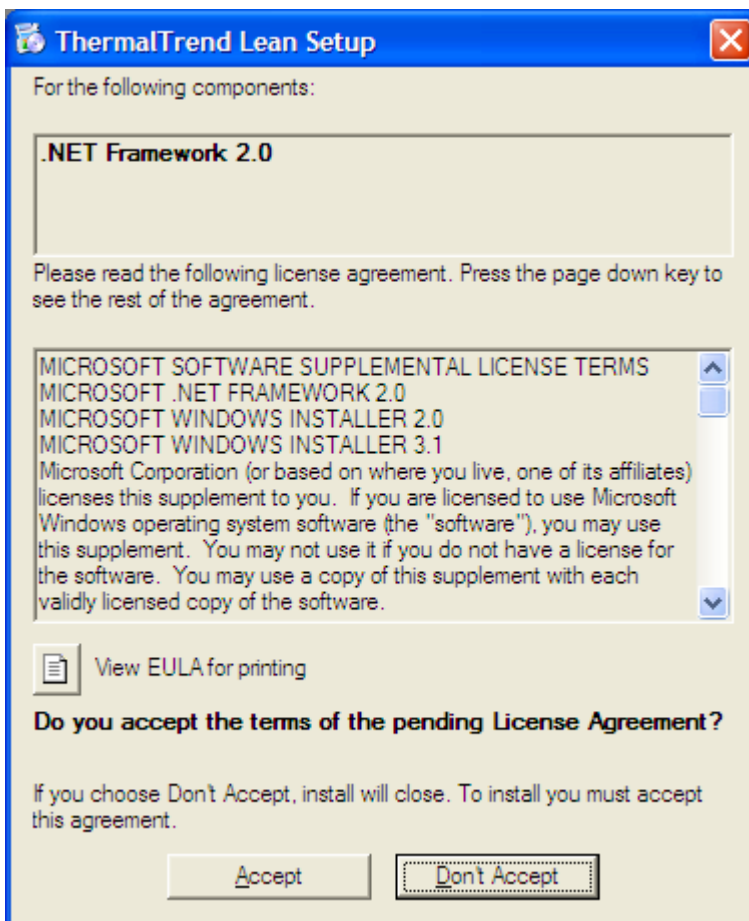 ThermalTrend Lean Setup
For the following components:
.NET Framework 2.0
Please read the following license agreement. Press the page down key to
see the rest of the agreement.
MICROSOFT SOFTWARE SUPPLEMENTAL LICENSE TERMS
MICROSOFT .NET FRAMEWORK 2.0
MICROSOFT WINDOWS INSTALLER 2.0
MICROSOFT WINDOWS INSTALLER 3.1
Microsoft Corporation (or based on where you live, one of its affiliates)
licenses this supplement to you.  If you are licensed to use Microsoft
Windows operating system software (the "software"), you may use
this supplement.  You may not use it if you do not have a license for
the software.  You may use a copy of this supplement with each
validly licensed copy of the software.
View EULA for printing
Do you accept the terms of the pending License Agreement?
If you choose Don't Accept, install will close. To install you must accept
this agreement.
Accept
Don't Accept